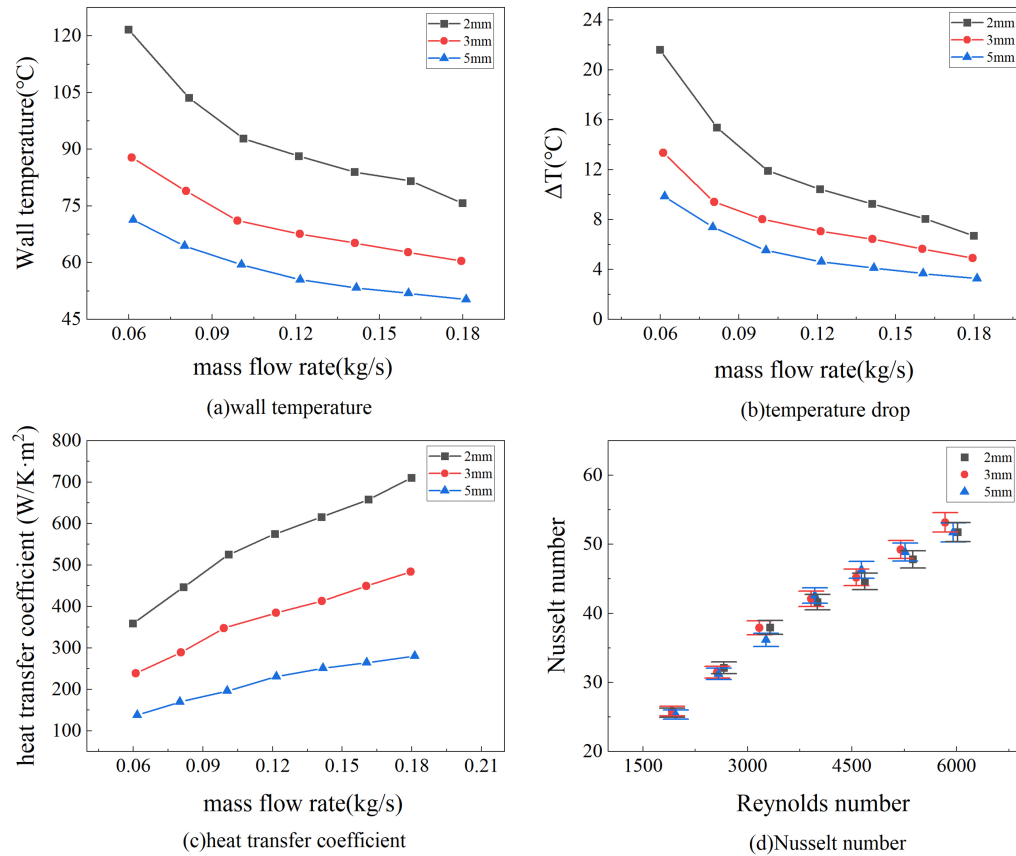 120
105
90
75
60
45
0.06
0.09
0.12
0.15
0.18
Wall temperature(°C)
mass flow rate(kg/s)
2mm
3mm
5mm
(a)wall temperature
24
20
16
12
8
4
0
0.06
0.09
0.12
0.15
0.18
ΔT(°C)
mass flow rate(kg/s)
2mm
3mm
5mm
(b)temperature drop
800
700
600
500
400
300
200
100
0.06
0.09
0.12
0.15
0.18
0.21
heat transfer coefficient (W/K·m²)
mass flow rate(kg/s)
2mm
3mm
5mm
(c)heat transfer coefficient
60
50
40
30
20
1500
3000
4500
6000
Nusselt number
Reynolds number
2mm
3mm
5mm
(d)Nusselt number